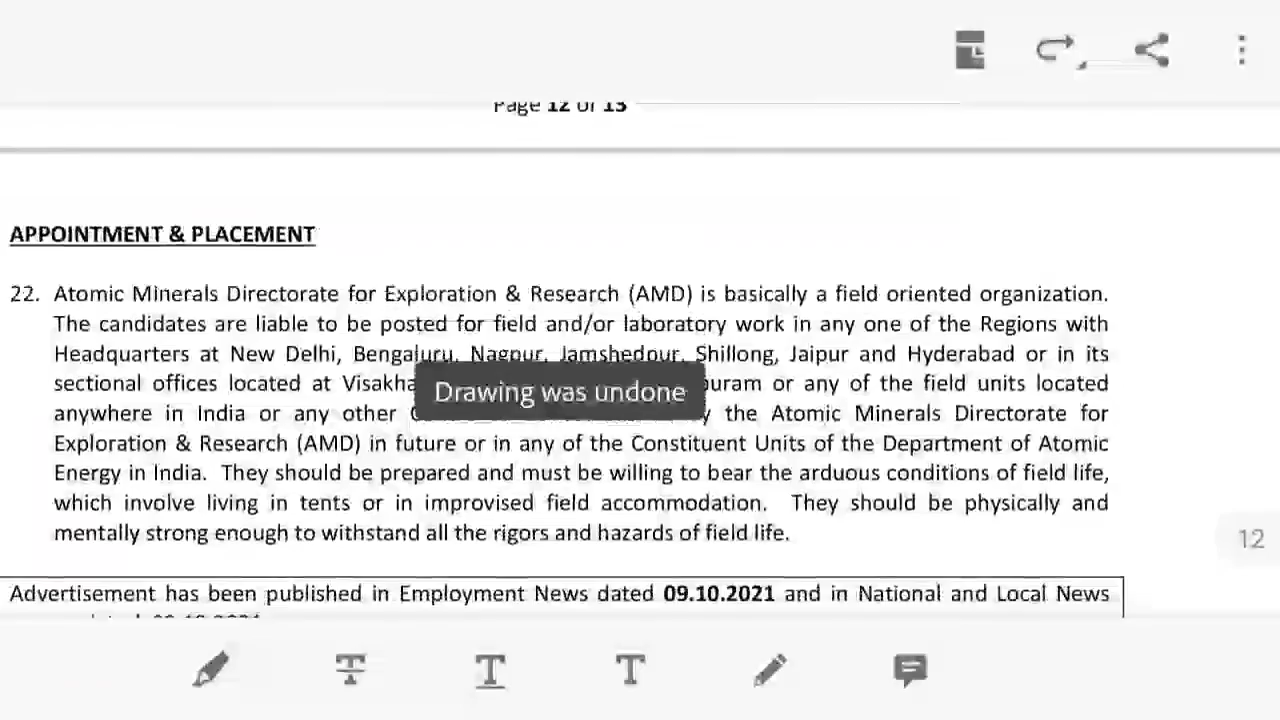 Page 12 of 13
APPOINTMENT & PLACEMENT
22. Atomic Minerals Directorate for Exploration & Research (AMD) is basically a field oriented organization.
The candidates are liable to be posted for field and/or laboratory work in any one of the Regions with
Headquarters at New Delhi, Bengaluru, Nagpur, Jamshedpur, Shillong, Jaipur and Hyderabad or in its
sectional offices located at Visakha uram or any of the field units located
Drawing was undone
anywhere in India or any other y the Atomic Minerals Directorate for
Exploration & Research (AMD) in future or in any of the Constituent Units of the Department of Atomic
Energy in India. They should be prepared and must be willing to bear the arduous conditions of field life,
which involve living in tents or in improvised field accommodation. They should be physically and
mentally strong enough to withstand all the rigors and hazards of field life.
12
Advertisement has been published in Employment News dated 09.10.2021 and in National and Local News